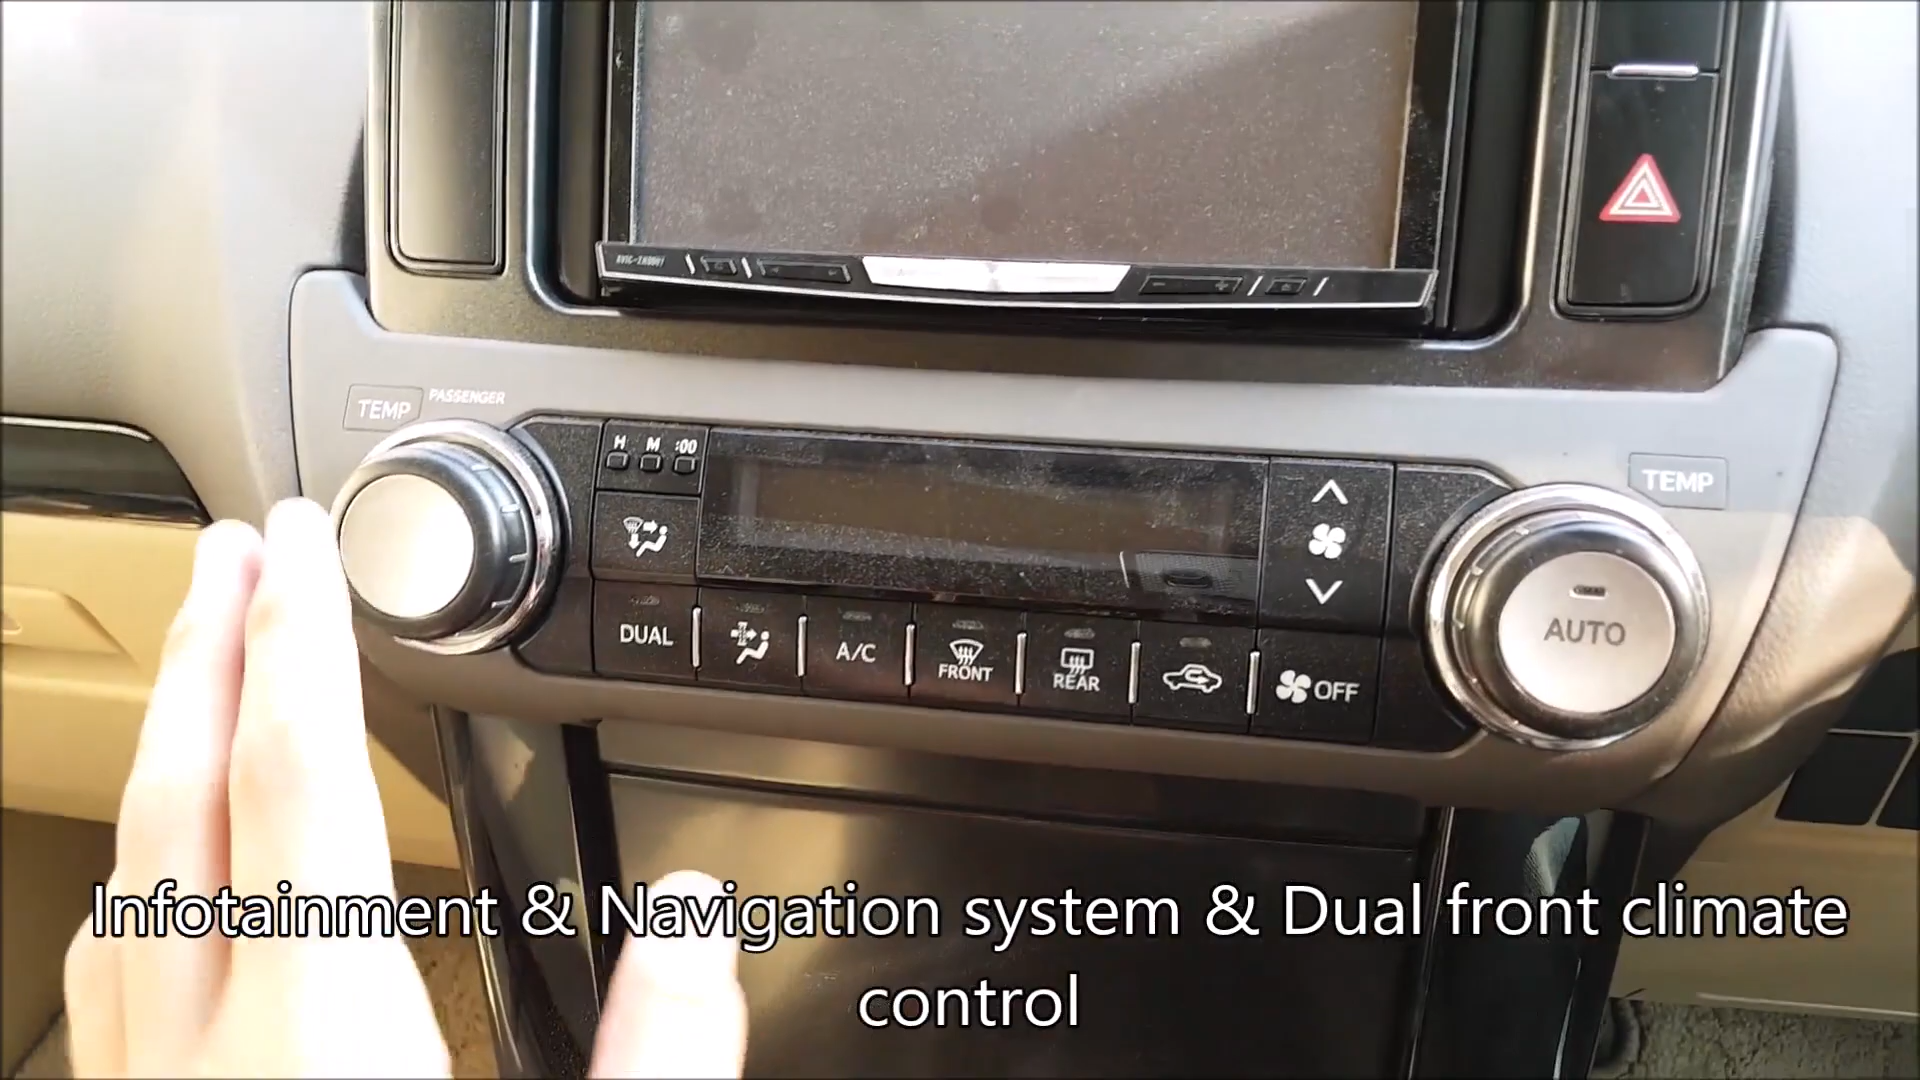 TEMP PASSENGER
H M :00
TEMP
DUAL
A/C
FRONT
REAR
OFF
AUTO
Infotainment & Navigation system & Dual front climate
control